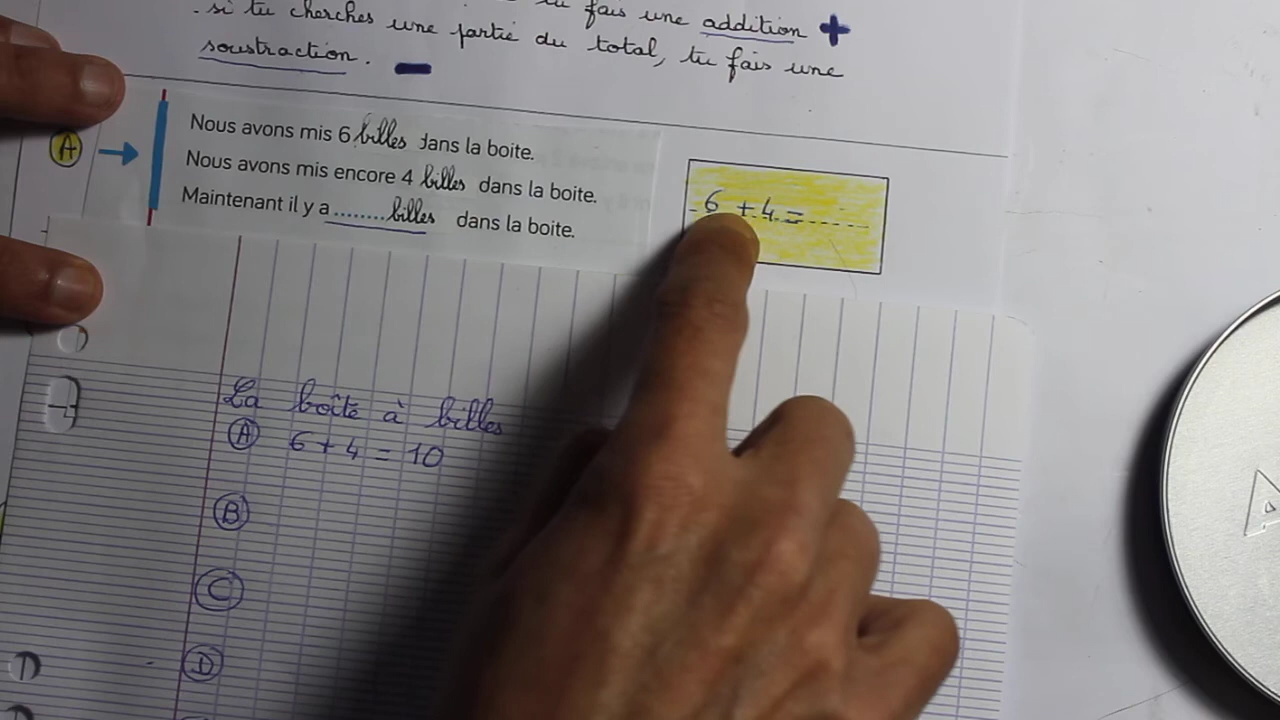 fais une addition +
. si tu cherches une partie du total, tu fais une
soustraction. -
A
Nous avons mis 6 billes dans la boite.
Nous avons mis encore 4 billes dans la boite.
Maintenant il y a ........ billes dans la boite.
6 + 4 = -----
La boîte à billes
A 6 + 4 = 10
B
C
D